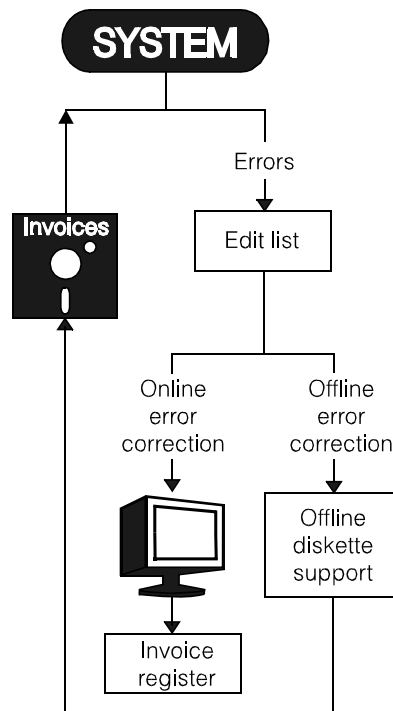 SYSTEM
Errors
Invoices
Edit list
Online
error
correction
Offline
error
correction
Offline
diskette
support
Invoice
register